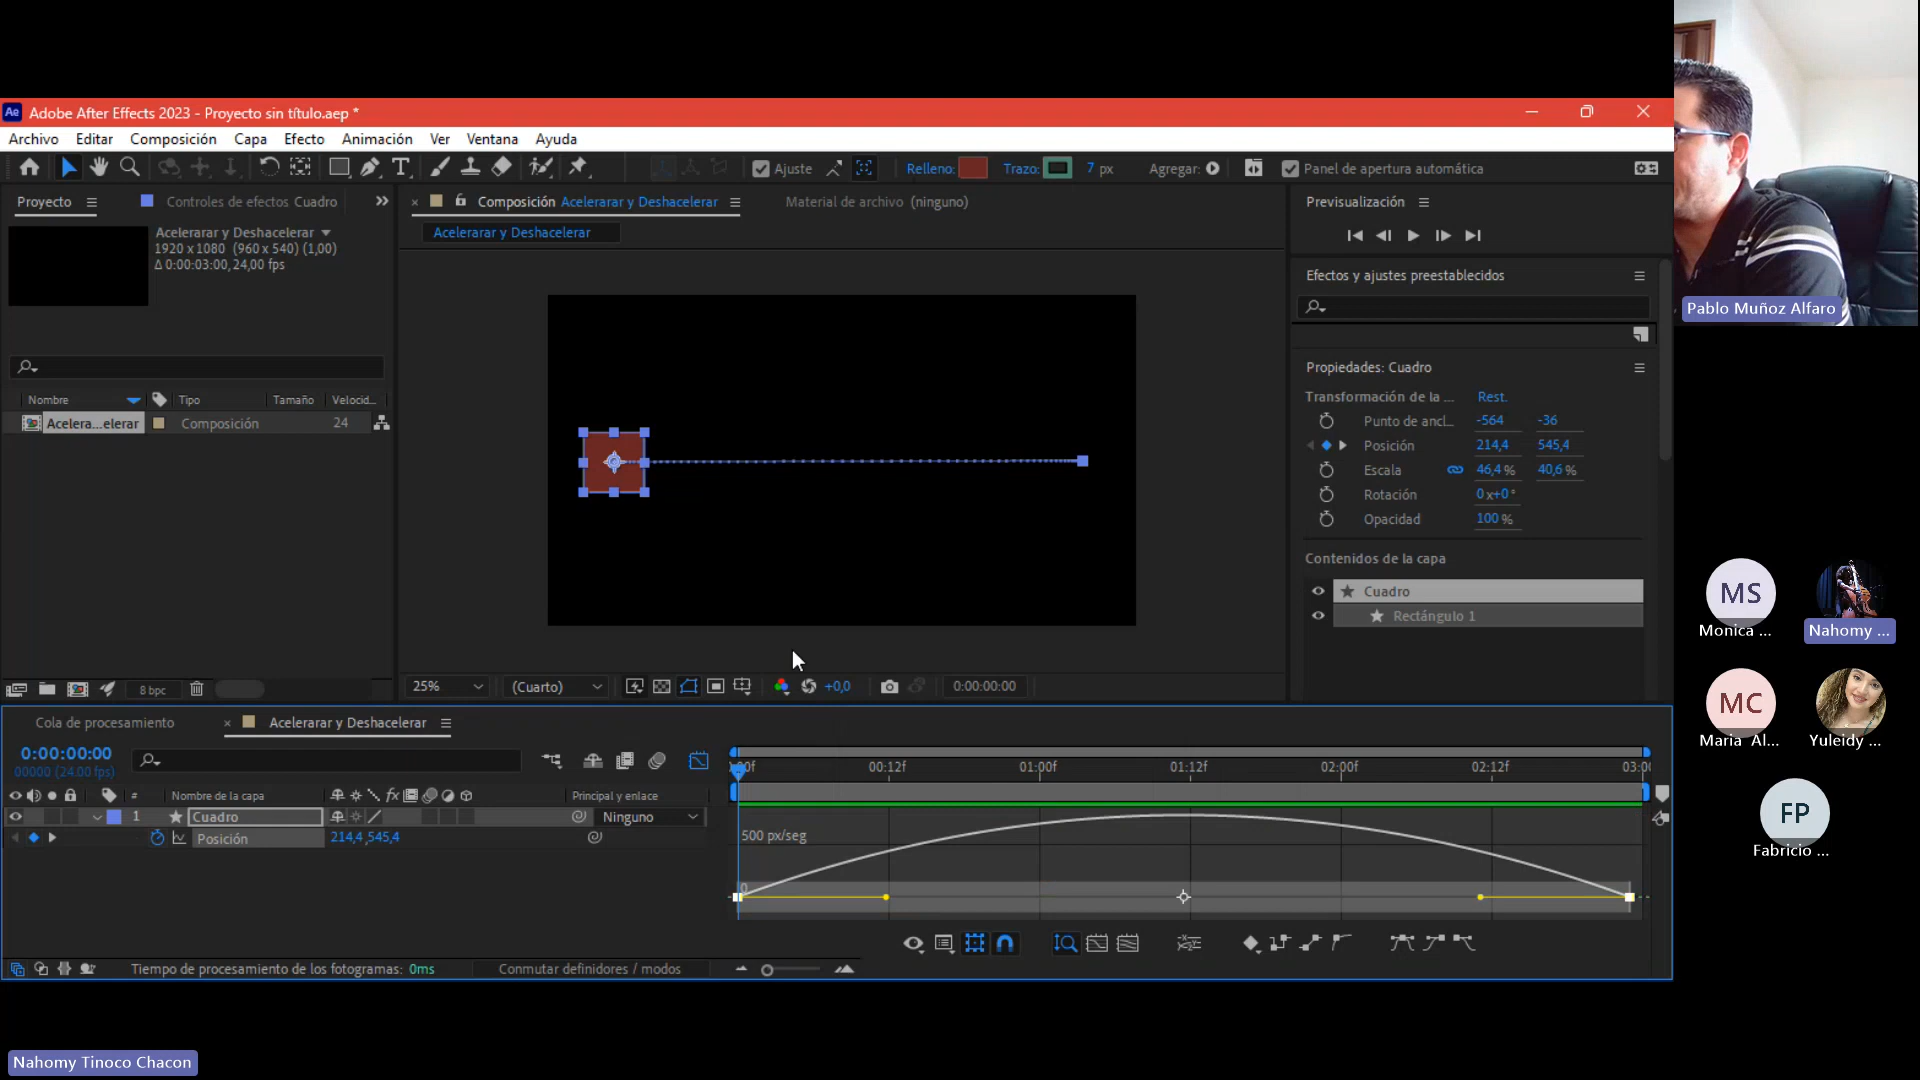 Ae Adobe After Effects 2023 - Proyecto sin título.aep *
Archivo Editar Composición Capa Efecto Animación Ver Ventana Ayuda
Ajuste Relleno: Trazo: 7 px Agregar: Panel de apertura automática
Proyecto Controles de efectos Cuadro
Acelerarar y Deshacelerar
1920 x 1080 (960 x 540) (1,00)
Δ 0:00:03:00, 24,00 fps
Nombre Tipo Tamaño Velocid...
Acelera...elerar Composición 24
8 bpc
Composición Acelerarar y Deshacelerar Material de archivo (ninguno)
Acelerarar y Deshacelerar
25% (Cuarto) +0,0 0:00:00:00
Previsualización
Efectos y ajustes preestablecidos
Propiedades: Cuadro
Transformación de la ... Rest.
Punto de ancl... -564 -36
Posición 214,4 545,4
Escala 46,4 % 40,6 %
Rotación 0 x+0 °
Opacidad 100 %
Contenidos de la capa
Cuadro
Rectángulo 1
Cola de procesamiento Acelerarar y Deshacelerar
0:00:00:00
00000 (24.00 fps)
# Nombre de la capa fx Principal y enlace
1 Cuadro Ninguno
Posición 214,4 ,545,4
00f 00:12f 01:00f 01:12f 02:00f 02:12f 03:00
500 px/seg
0
Tiempo de procesamiento de los fotogramas: 0ms Conmutar definidores / modos
Pablo Muñoz Alfaro
MS
Monica ... Nahomy ...
MC
Maria Al... Yuleidy ...
FP
Fabricio ...
Nahomy Tinoco Chacon